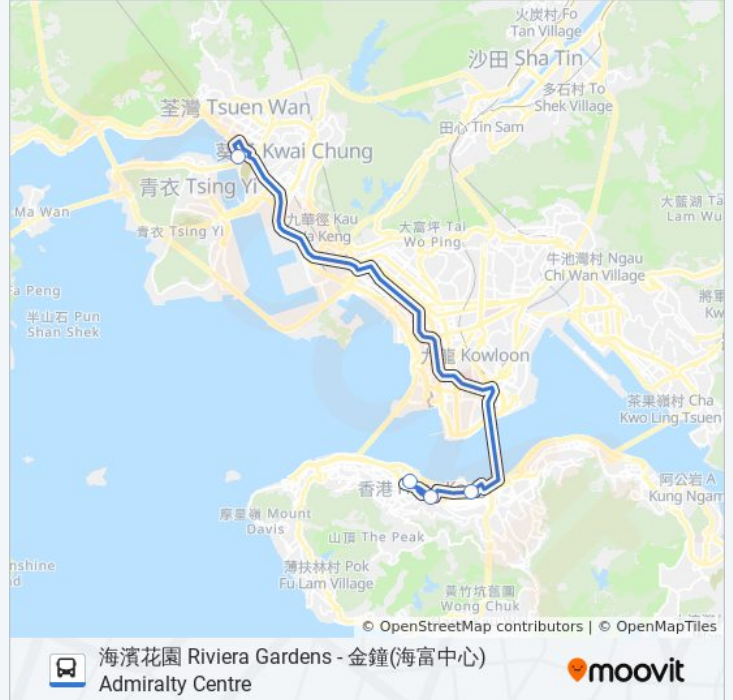 火炭村 Fo
Tan Village
沙田 Sha Tin
多石村 To
Shek Village
荃灣 Tsuen Wan
田心 Tin Sam
Kwai Chung
青衣 Tsing Yi
Ma Wan
大藍湖 Ta
Lam Wu
九華徑 Kau
Keng
大富坪 Tai
Wo Ping
青衣 Tsing Yi
牛池灣村 Ngau
Chi Wan Village
a Peng
將軍
Kw
半山石 Pun
Shan Shek
龍 Kowloon
茶果嶺村 Cha
Kwo Ling Tsuen
香港
阿公岩 A
Kung Ngam
摩星嶺 Mount
Davis
山頂 The Peak
nshine
薄扶林村 Pok
Fu Lam Village
黃竹坑舊圍
Wong Chuk
© OpenStreetMap contributors | © OpenMapTiles
海濱花園 Riviera Gardens - 金鐘(海富中心)
Admiralty Centre
moovit